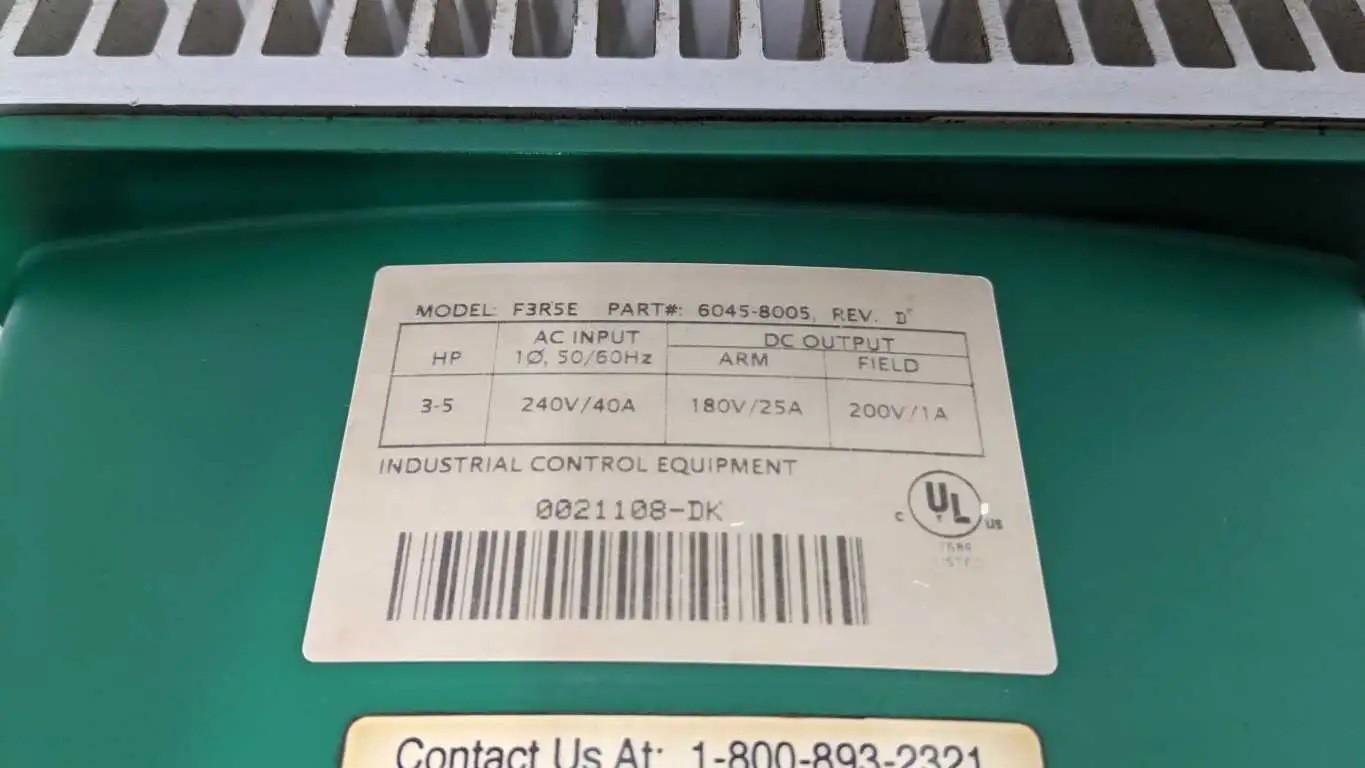 MODEL: F3R5E PART#: 6045-8005, REV. D
HP
AC INPUT
1Ø, 50/60Hz
DC OUTPUT
ARM
FIELD
3-5
240V/40A
180V/25A
200V/1A
INDUSTRIAL CONTROL EQUIPMENT
0021108-DK
C
UL
US
Contact Us At: 1-800-893-2321